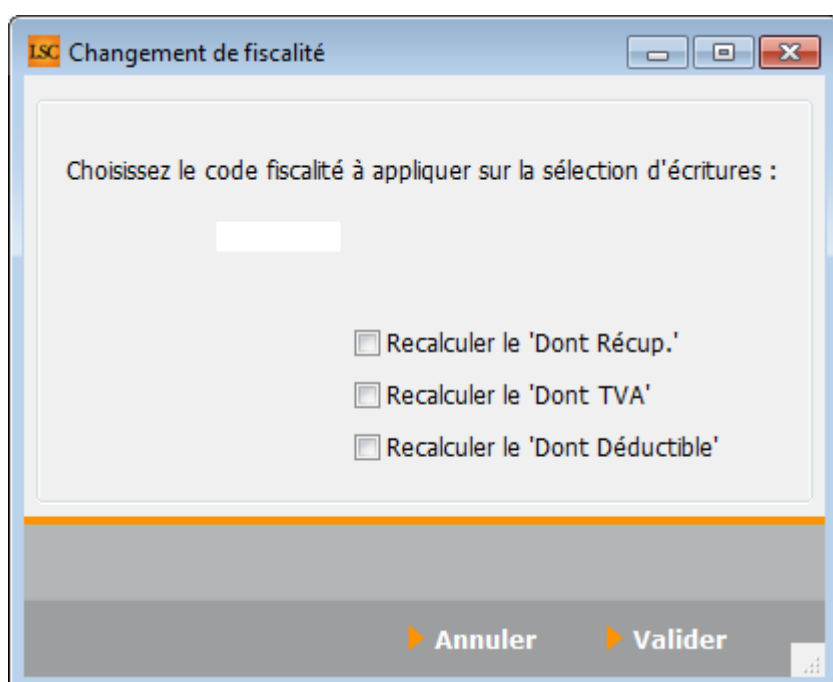 LSC Changement de fiscalité
Choisissez le code fiscalité à appliquer sur la sélection d'écritures :
Recalculer le 'Dont Récup.'
Recalculer le 'Dont TVA'
Recalculer le 'Dont Déductible'
Annuler Valider